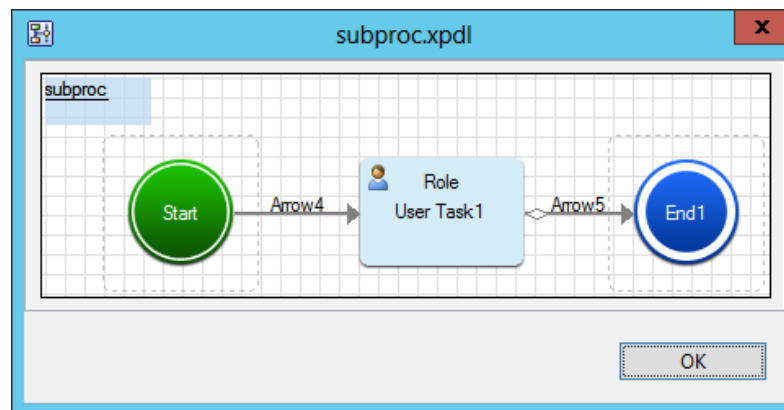 subproc.xpdl
x
subproc
Start
Arrow4
Role
User Task1
Arrow5
End1
OK